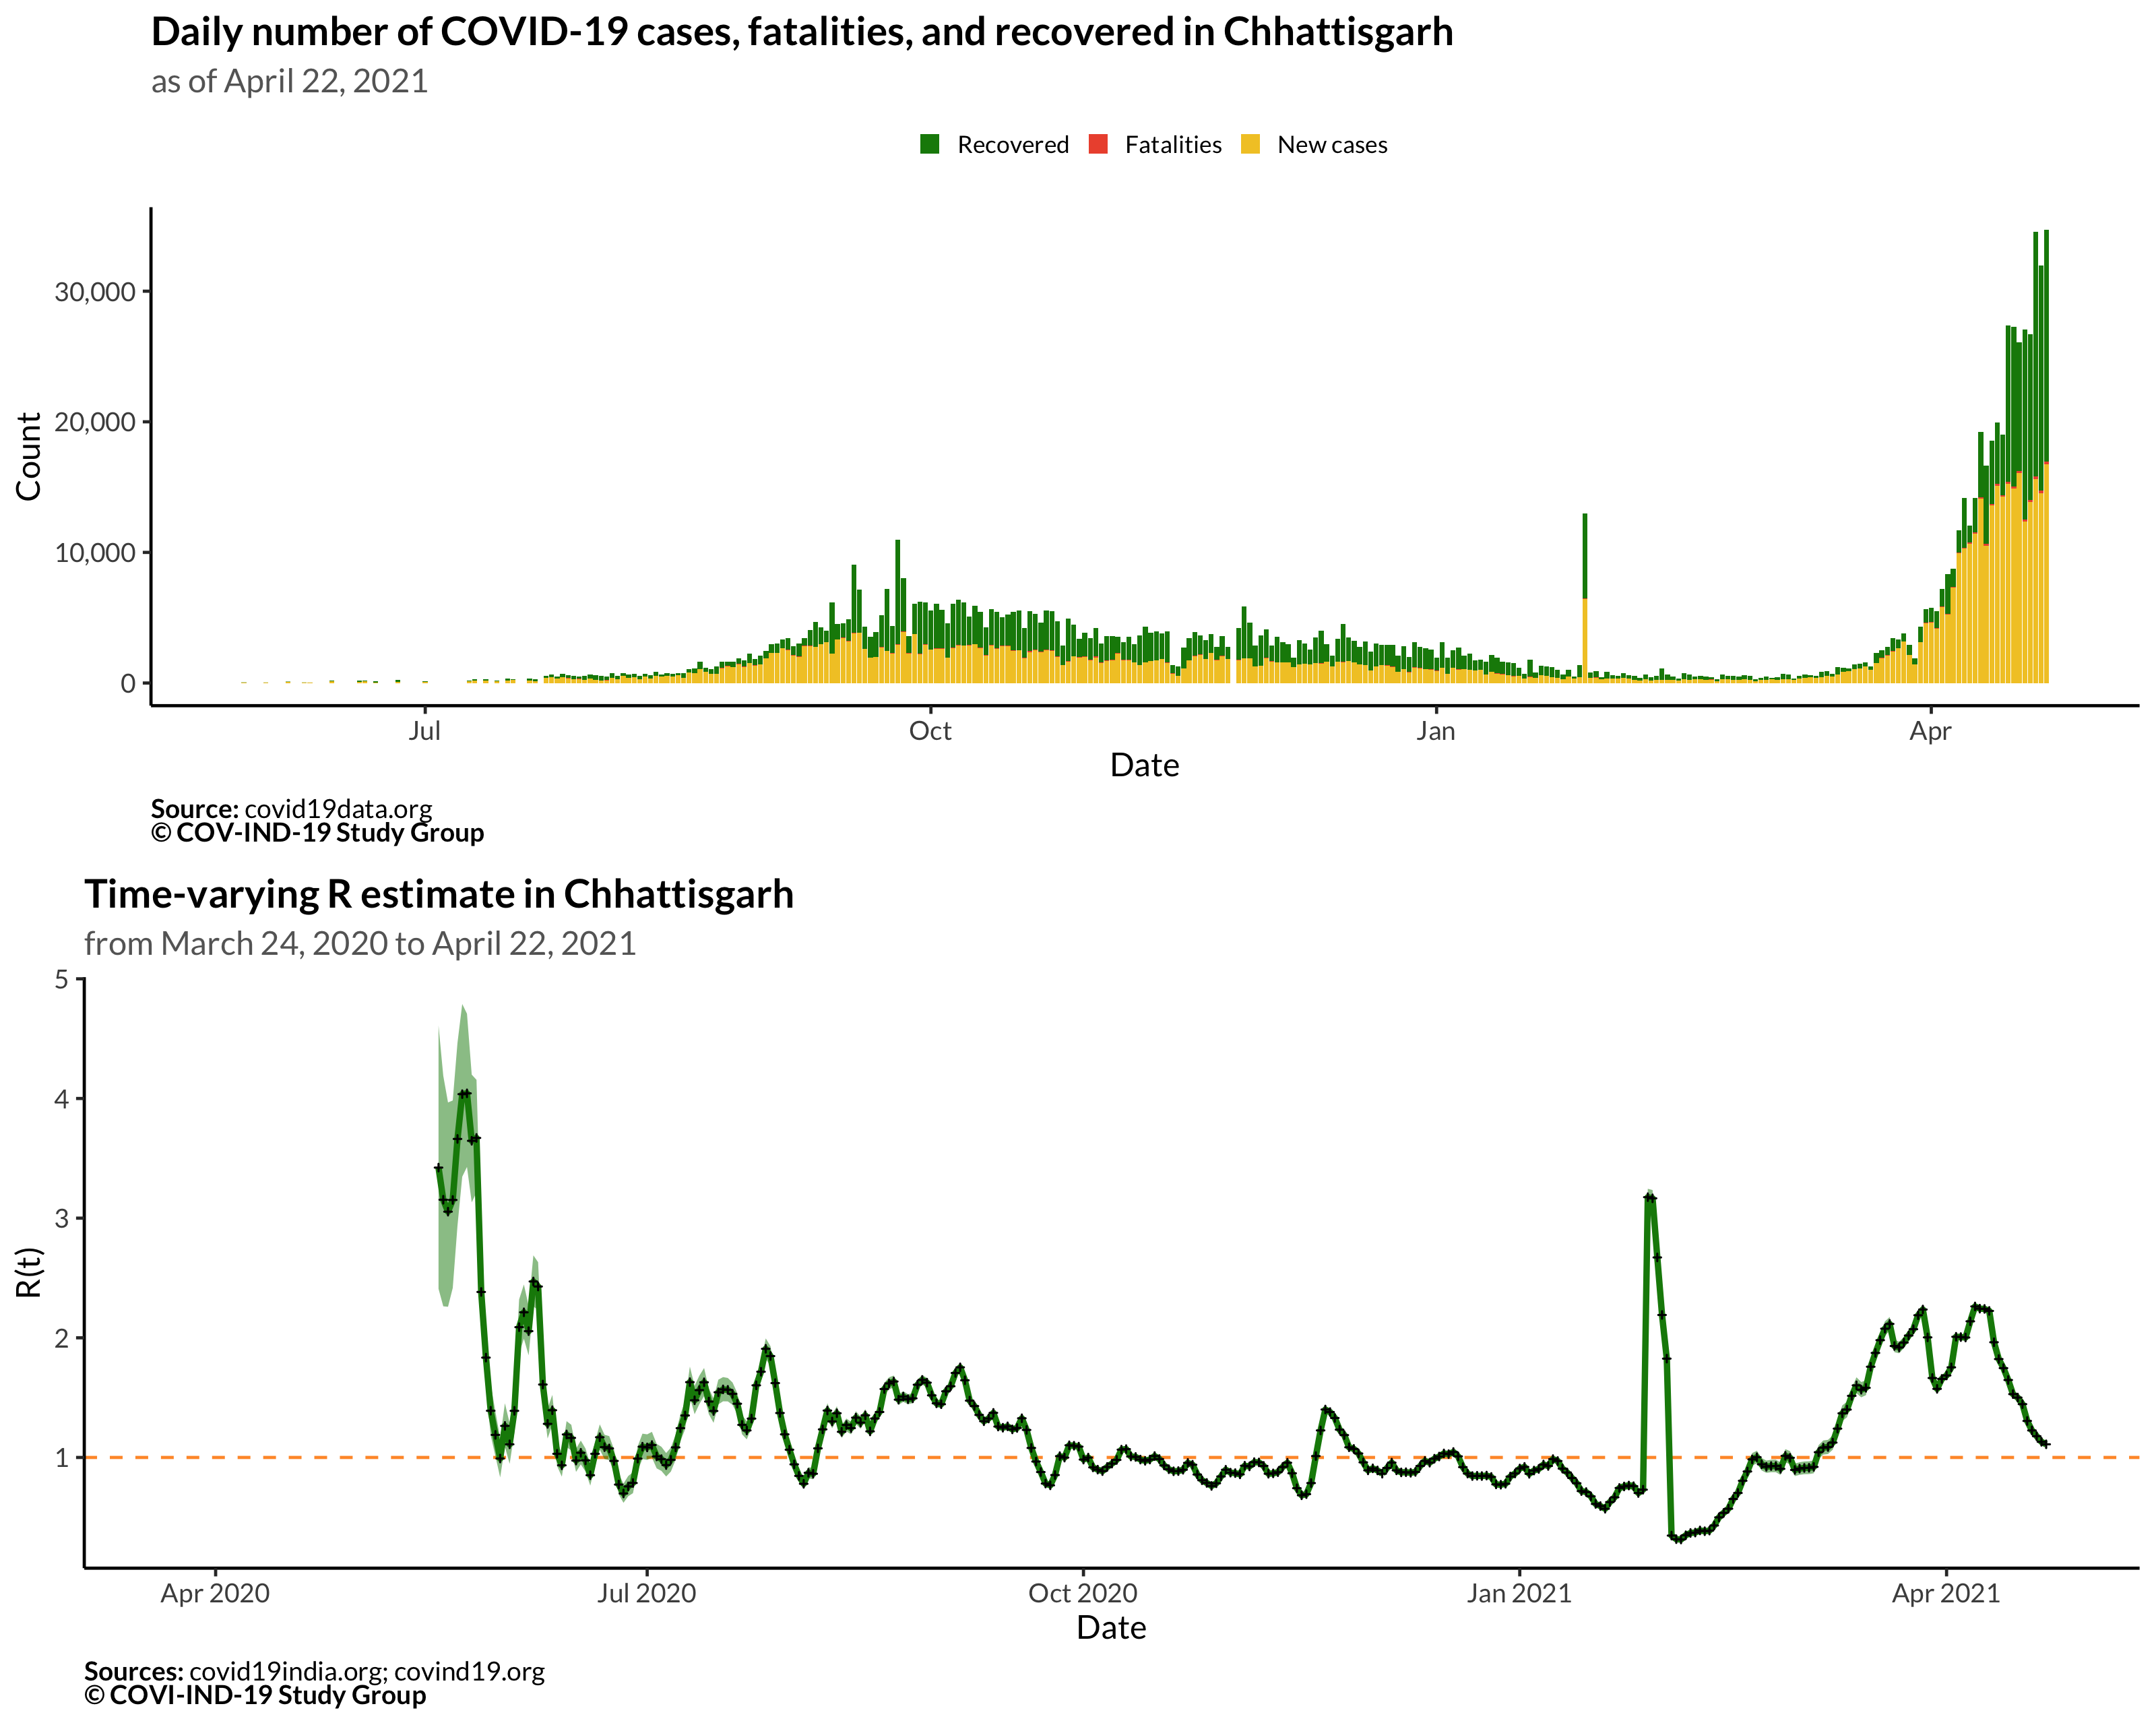 Daily number of COVID-19 cases, fatalities, and recovered in Chhattisgarh
as of April 22, 2021
Recovered Fatalities New cases
Count
30,000
20,000
10,000
0
Jul Oct Jan Apr
Date
Source: covid19data.org
© COV-IND-19 Study Group
Time-varying R estimate in Chhattisgarh
from March 24, 2020 to April 22, 2021
R(t)
5
4
3
2
1
Apr 2020 Jul 2020 Oct 2020 Jan 2021 Apr 2021
Date
Sources: covid19india.org; covind19.org
© COVI-IND-19 Study Group